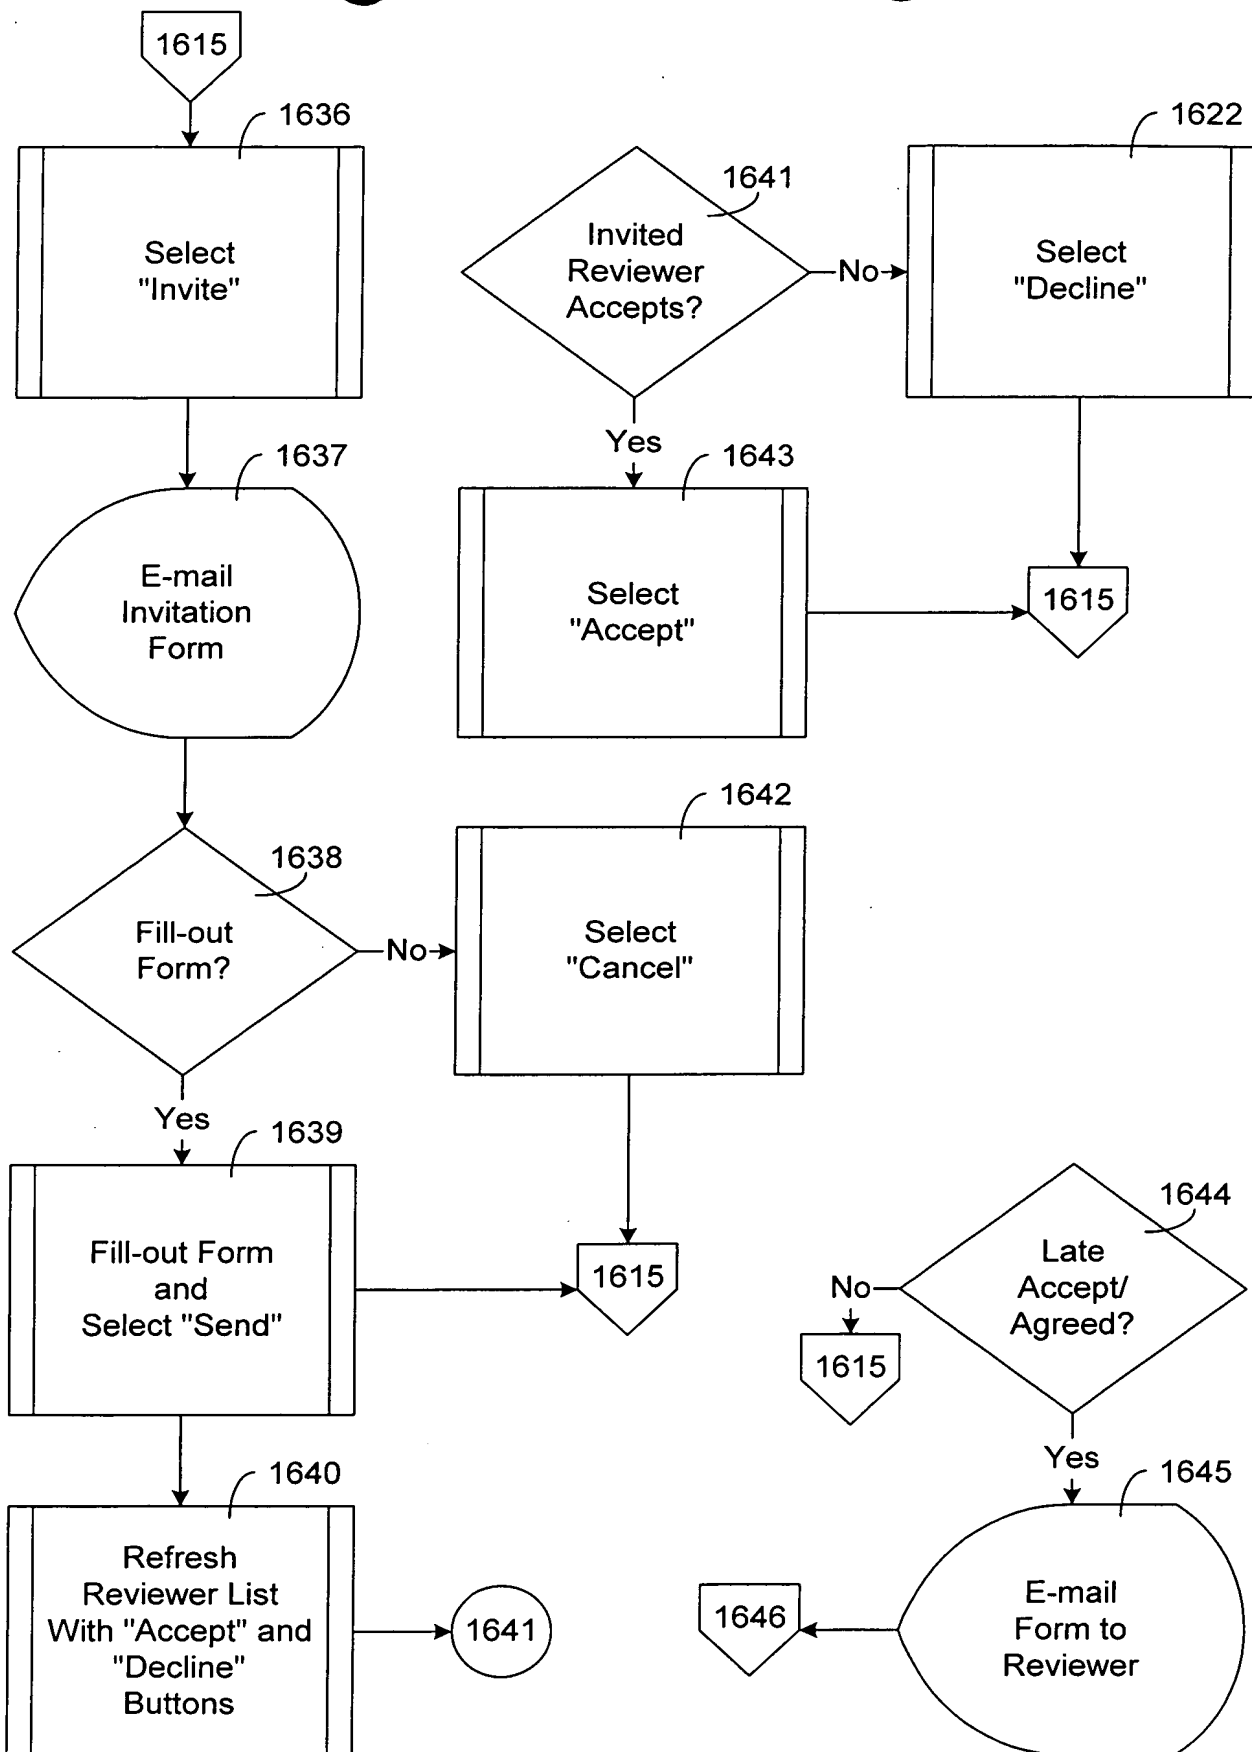 1615
1636
Select
"Invite"
1637
E-mail
Invitation
Form
1638
Fill-out
Form?
No
Yes
1642
Select
"Cancel"
1639
Fill-out Form
and
Select "Send"
1615
1640
Refresh
Reviewer List
With "Accept" and
"Decline"
Buttons
1641
1641
Invited
Reviewer
Accepts?
No
Yes
1622
Select
"Decline"
1643
Select
"Accept"
1615
1644
Late
Accept/
Agreed?
No
1615
Yes
1645
E-mail
Form to
Reviewer
1646